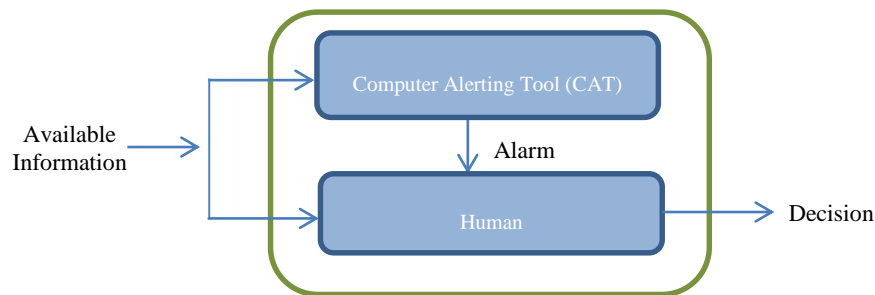 Computer Alerting Tool (CAT)
Available
Information
Alarm
Human
Decision